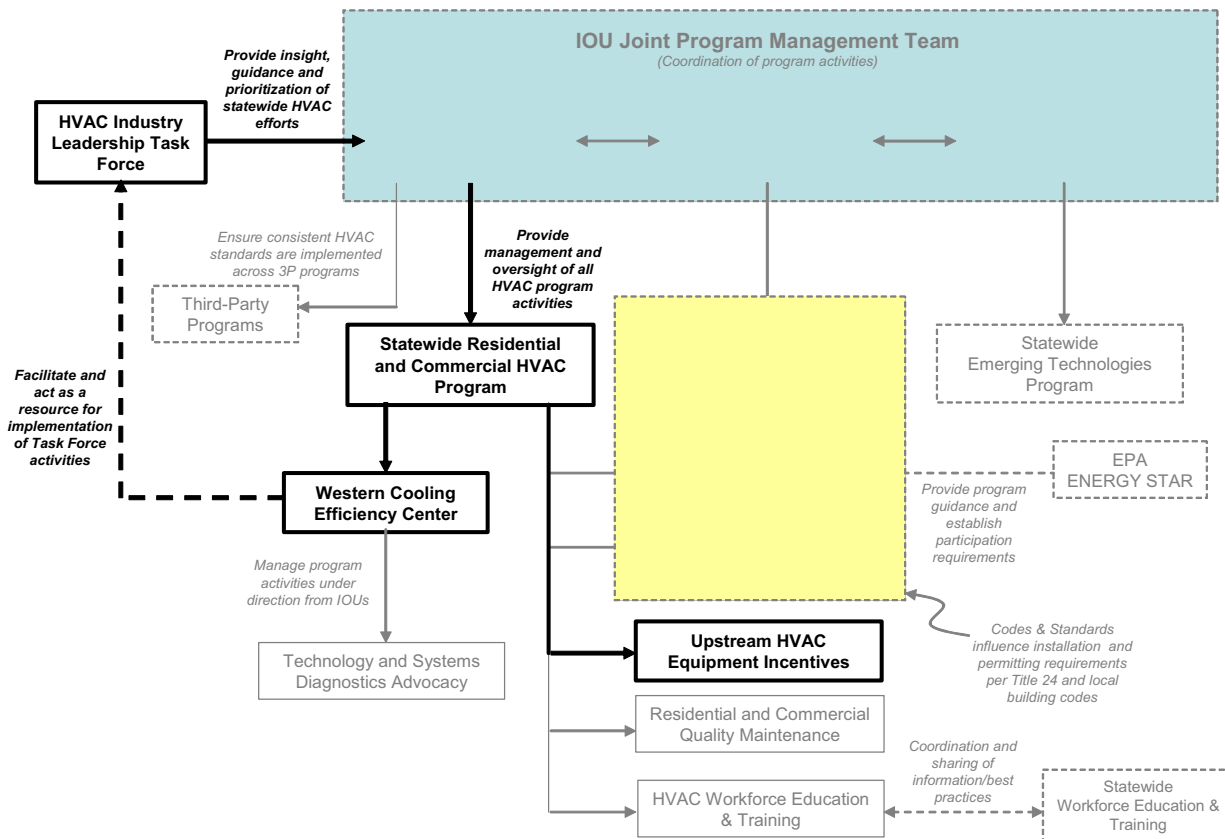 IOU Joint Program Management Team
(Coordination of program activities)
Provide insight,
guidance and
prioritization of
statewide HVAC
efforts
HVAC Industry
Leadership Task
Force
Ensure consistent HVAC
standards are implemented
across 3P programs
Provide
management and
oversight of all
HVAC program
activities
Third-Party
Programs
Statewide Residential
and Commercial HVAC
Program
Statewide
Emerging Technologies
Program
Facilitate and
act as a
resource for
implementation
of Task Force
activities
Western Cooling
Efficiency Center
EPA
ENERGY STAR
Provide program
guidance and
establish
participation
requirements
Manage program
activities under
direction from IOUs
Technology and Systems
Diagnostics Advocacy
Upstream HVAC
Equipment Incentives
Codes & Standards
influence installation and
permitting requirements
per Title 24 and local
building codes
Residential and Commercial
Quality Maintenance
Coordination and
sharing of
information/best
practices
HVAC Workforce Education
& Training
Statewide
Workforce Education &
Training